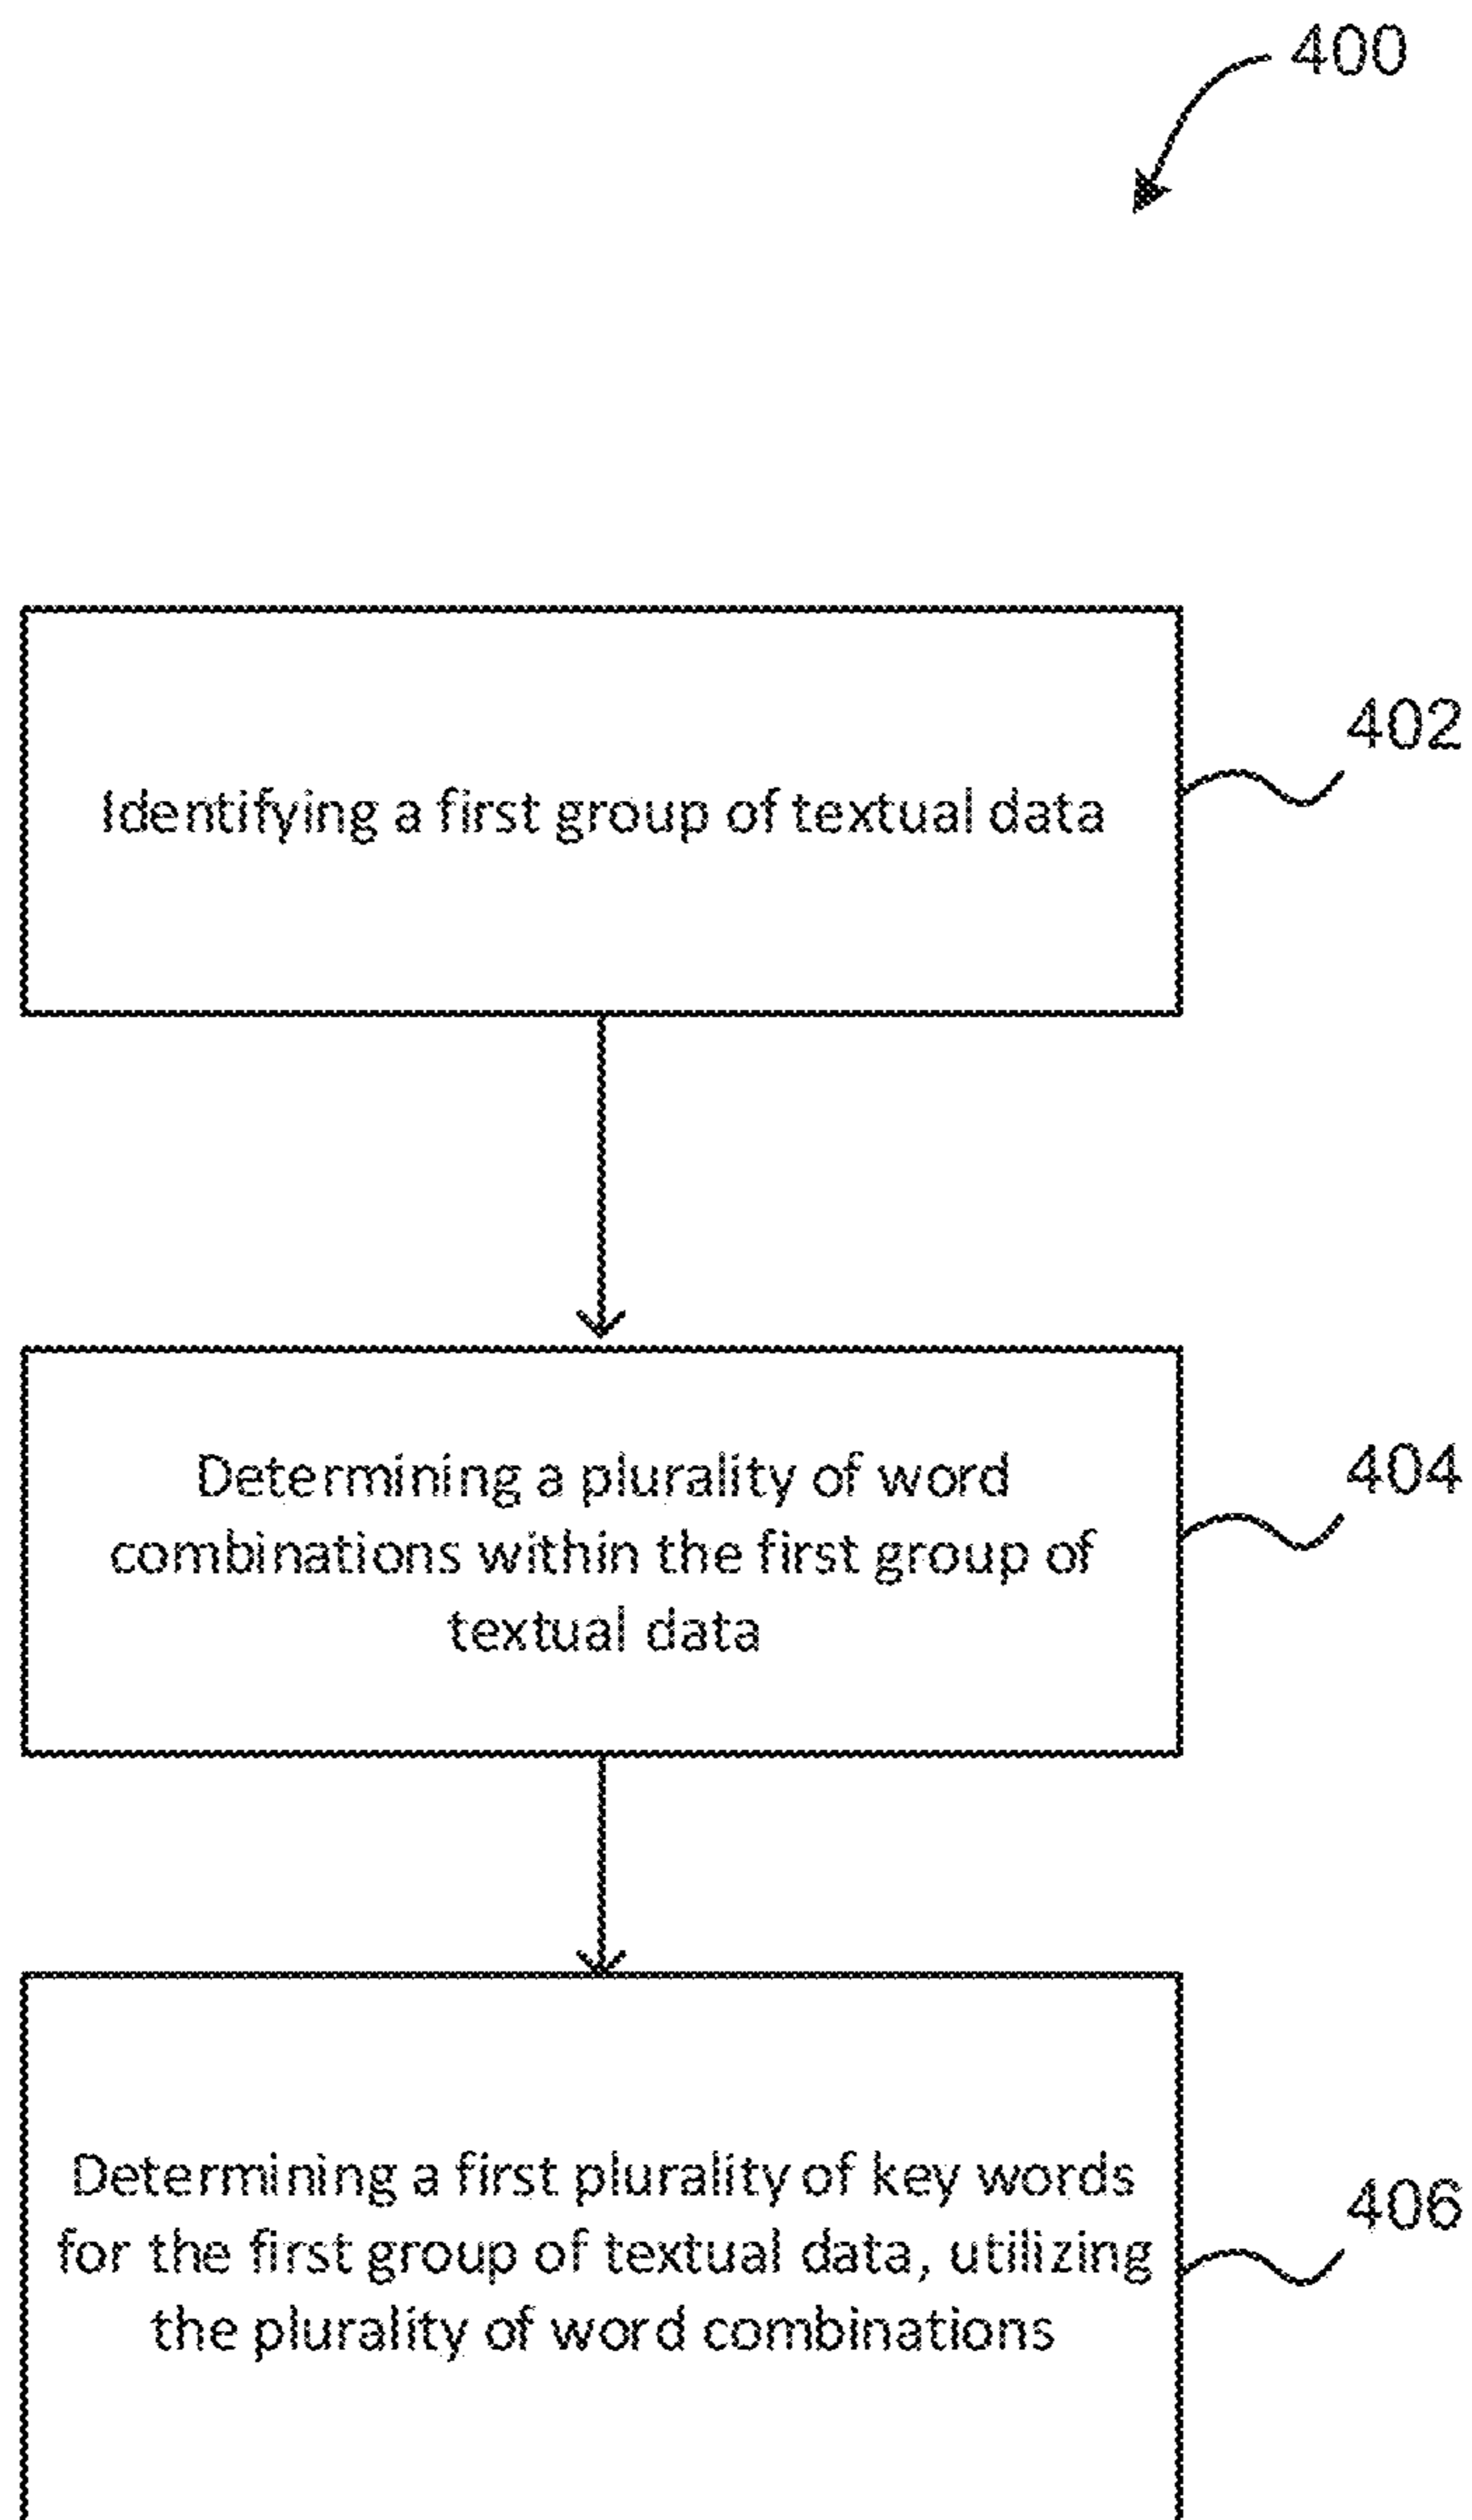 400
Identifying a first group of textual data
402
Determining a plurality of word
combinations within the first group of
textual data
404
Determining a first plurality of key words
for the first group of textual data, utilizing
the plurality of word combinations
406